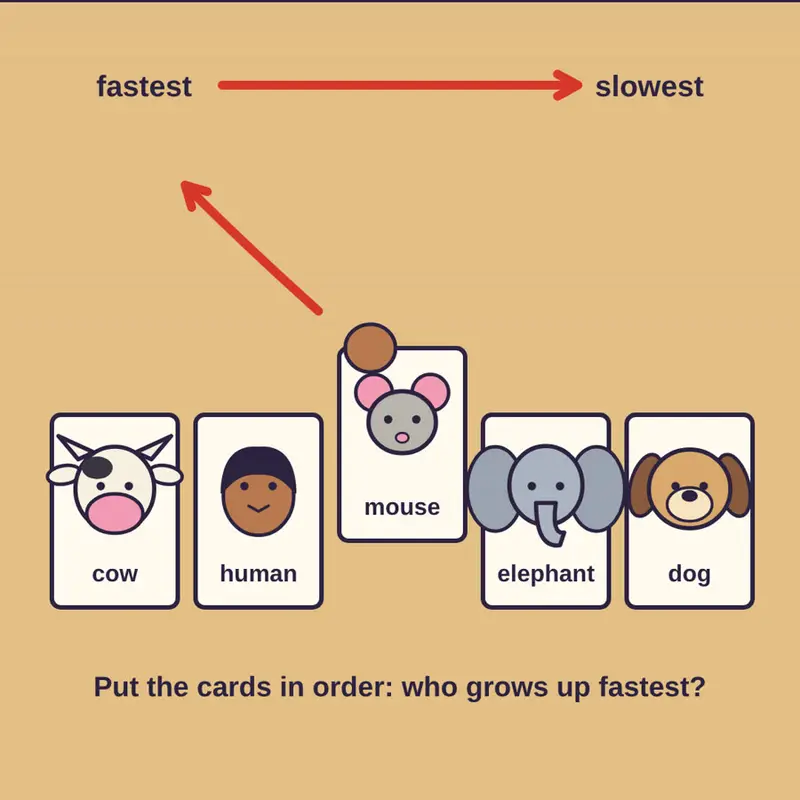 fastest slowest
mouse
cow human elephant dog
Put the cards in order: who grows up fastest?